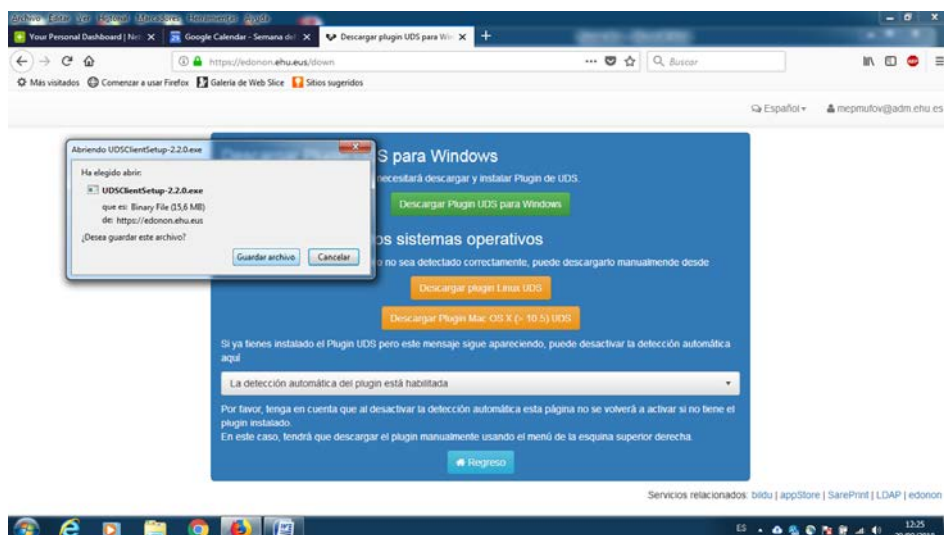 Archivo Editar Ver Historial Marcadores Herramientas Ayuda
Your Personal Dashboard | Net
Google Calendar - Semana del
Descargar plugin UDS para Win
https://edonon.ehu.eus/down
Buscar
Más visitados Comenzar a usar Firefox Galería de Web Slice Sitios sugeridos
Español mepmufov@adm.ehu.es
Abriendo UDSClientSetup-2.2.0.exe
Ha elegido abrir:
UDSClientSetup-2.2.0.exe
que es: Binary File (15,6 MB)
de: https://edonon.ehu.eus
¿Desea guardar este archivo?
Guardar archivo Cancelar
S para Windows
necesitará descargar y instalar Plugin de UDS.
Descargar Plugin UDS para Windows
os sistemas operativos
no sea detectado correctamente, puede descargarlo manualmende desde
Descargar plugin Linux UDS
Descargar Plugin Mac OS X (> 10.5) UDS
Si ya tienes instalado el Plugin UDS pero este mensaje sigue apareciendo, puede desactivar la detección automática
aquí
La detección automática del plugin está habilitada
Por favor, tenga en cuenta que al desactivar la detección automática esta página no se volverá a activar si no tiene el
plugin instalado.
En este caso, tendrá que descargar el plugin manualmente usando el menú de la esquina superior derecha.
Regreso
Servicios relacionados: bildu | appStore | SarePrint | LDAP | edonon
ES
12:25